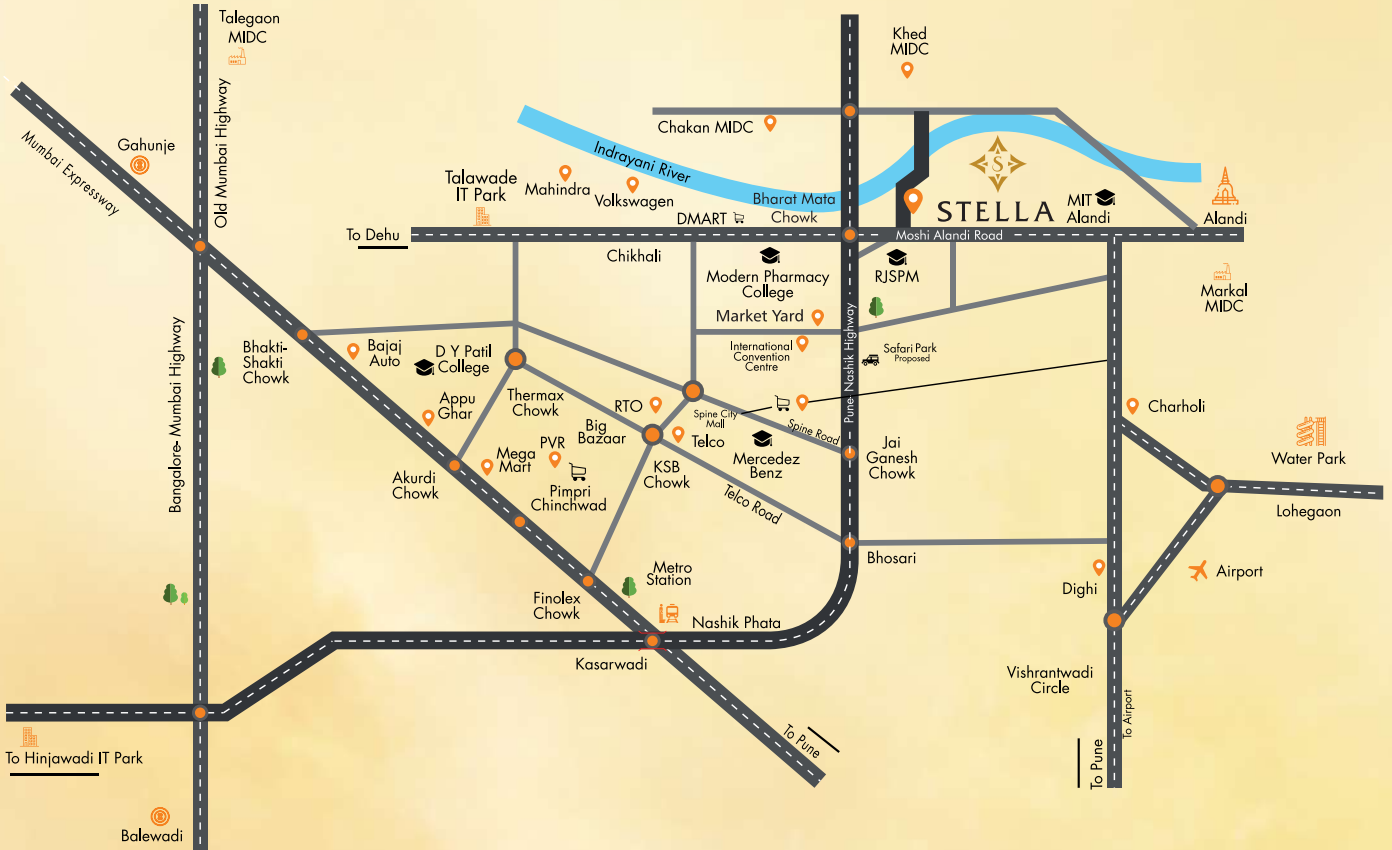 Talegaon
MIDC
Khed
MIDC
Old Mumbai Highway
Mumbai Expressway
Gahunje
Chakan MIDC
Indrayani River
Talawade
IT Park
Mahindra
Volkswagen
Bharat Mata
Chowk
DMART
S
STELLA
MIT
Alandi
Alandi
To Dehu
Moshi Alandi Road
Chikhali
Modern Pharmacy
College
RJSPM
Markal
MIDC
Market Yard
Pune- Nashik Highway
International
Convention
Centre
Safari Park
Proposed
Bangalore- Mumbai Highway
Bhakti-
Shakti
Chowk
Bajaj
Auto
D Y Patil
College
Appu
Ghar
Thermax
Chowk
RTO
Big
Bazaar
Spine City
Mall
Spine Road
Charholi
Telco
Mercedez
Benz
Jai
Ganesh
Chowk
Water Park
Mega
Mart
PVR
Pimpri
Chinchwad
KSB
Chowk
Akurdi
Chowk
Telco Road
Lohegaon
Bhosari
Metro
Station
Finolex
Chowk
Dighi
Airport
Nashik Phata
Kasarwadi
Vishrantwadi
Circle
To Airport
To Pune
To Pune
To Hinjawadi IT Park
Balewadi